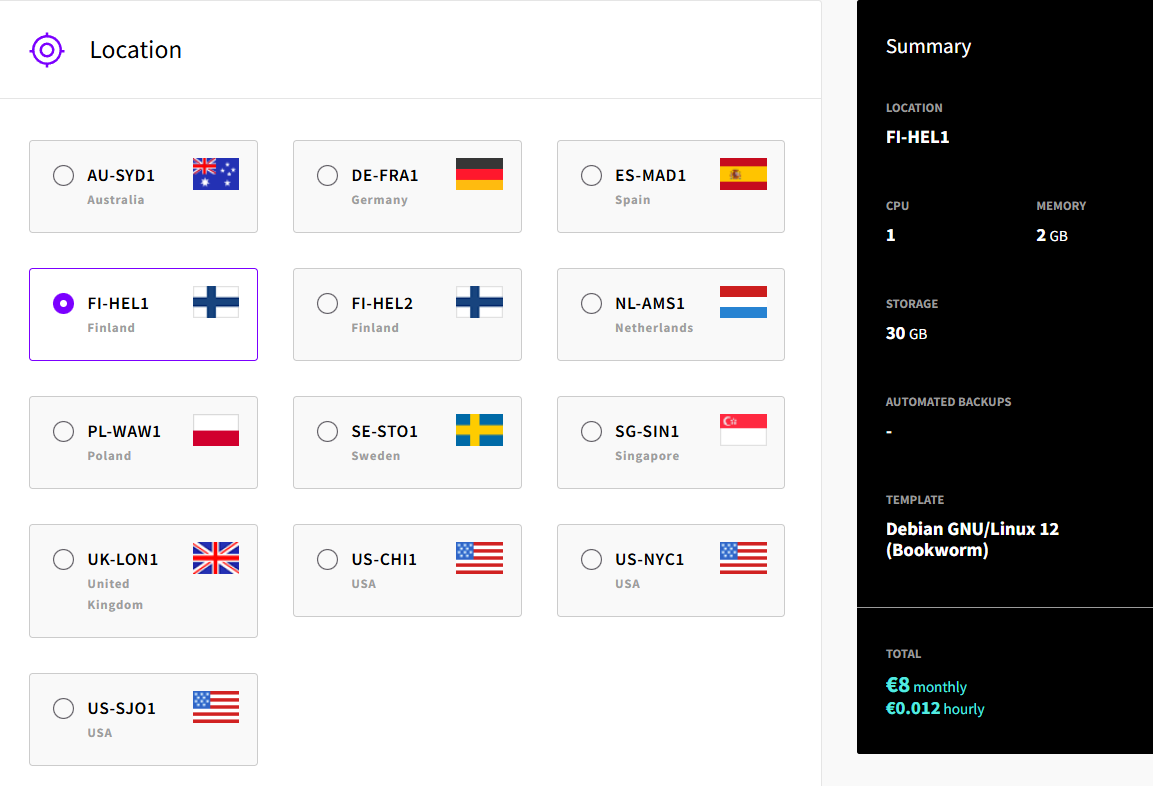 Location
AU-SYD1
Australia
DE-FRA1
Germany
ES-MAD1
Spain
FI-HEL1
Finland
FI-HEL2
Finland
NL-AMS1
Netherlands
PL-WAW1
Poland
SE-STO1
Sweden
SG-SIN1
Singapore
UK-LON1
United
Kingdom
US-CHI1
USA
US-NYC1
USA
US-SJO1
USA
Summary
LOCATION
FI-HEL1
CPU
1
MEMORY
2 GB
STORAGE
30 GB
AUTOMATED BACKUPS
-
TEMPLATE
Debian GNU/Linux 12
(Bookworm)
TOTAL
€8 monthly
€0.012 hourly